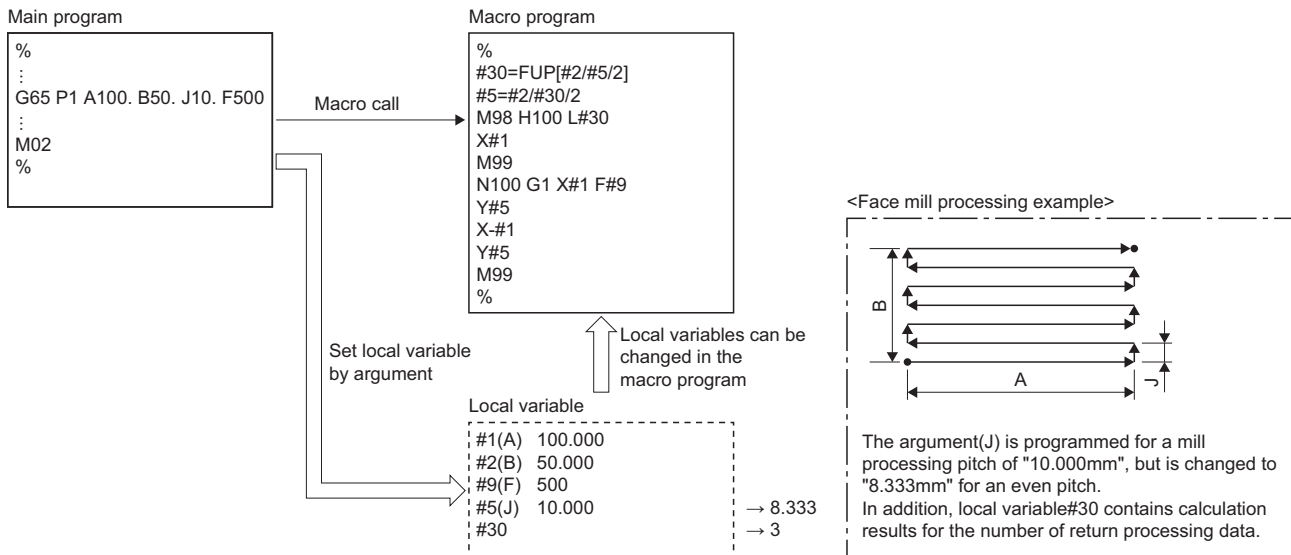 Main program
%
⋮
G65 P1 A100. B50. J10. F500
⋮
M02
%
Macro call
Macro program
%
#30=FUP[#2/#5/2]
#5=#2/#30/2
M98 H100 L#30
X#1
M99
N100 G1 X#1 F#9
Y#5
X-#1
Y#5
M99
%
Set local variable
by argument
Local variables can be
changed in the
macro program
Local variable
#1(A) 100.000
#2(B) 50.000
#9(F) 500
#5(J) 10.000 → 8.333
#30 → 3
<Face mill processing example>
B
A
J
The argument(J) is programmed for a mill
processing pitch of "10.000mm", but is changed to
"8.333mm" for an even pitch.
In addition, local variable#30 contains calculation
results for the number of return processing data.